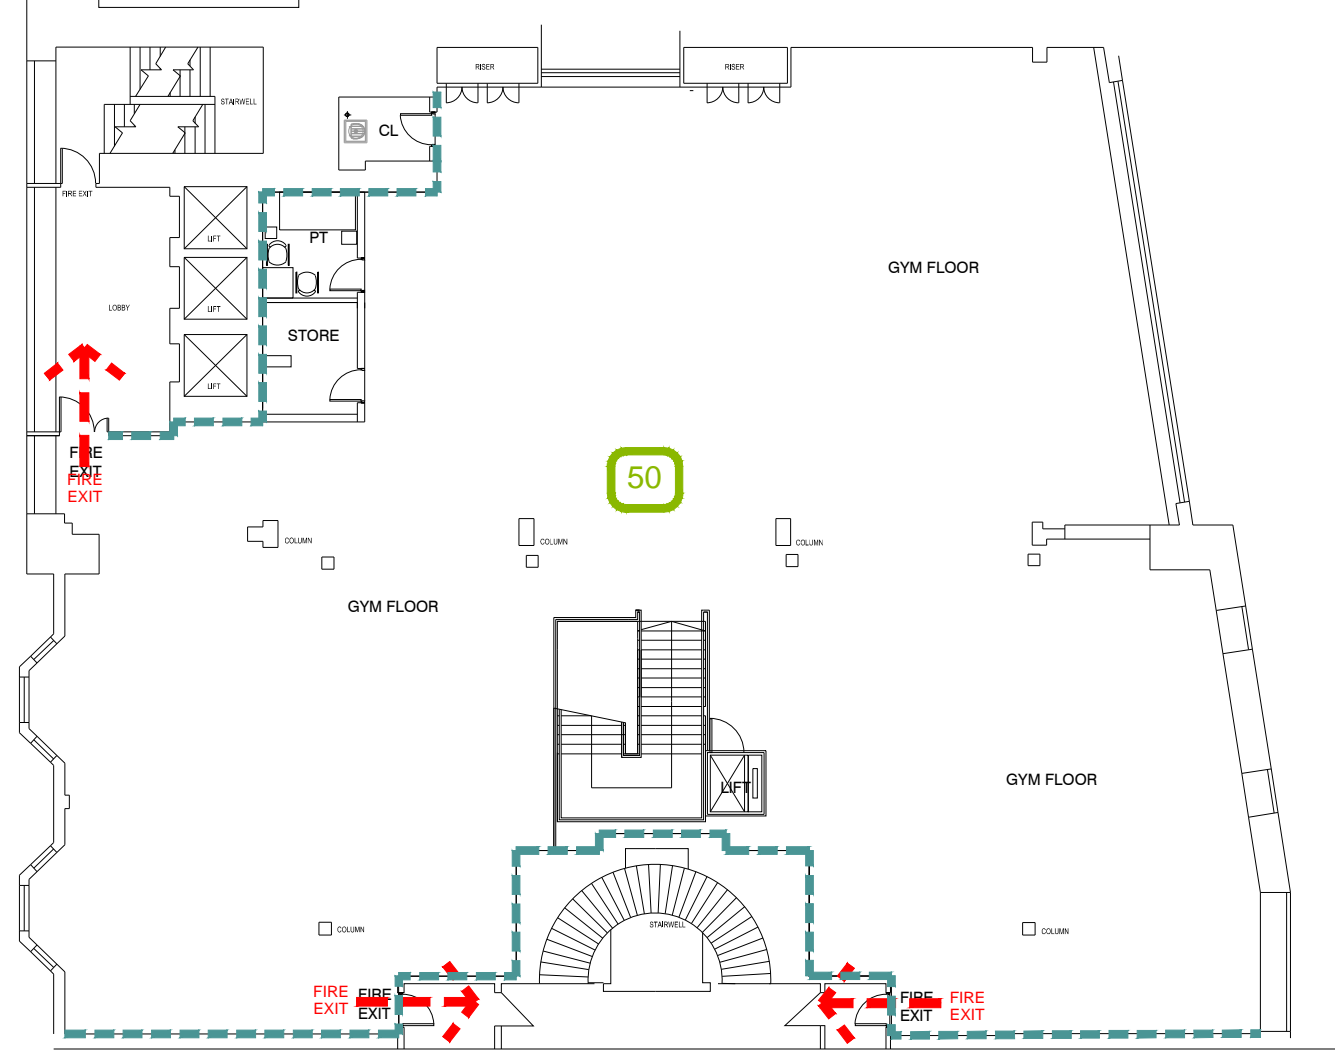 RISER
RISER
STAIRWELL
CL
FIRE EXIT
LIFT
PT
GYM FLOOR
LOBBY
LIFT
STORE
LIFT
FIRE
EXIT
FIRE
EXIT
50
COLUMN
COLUMN
COLUMN
GYM FLOOR
GYM FLOOR
LIFT
STAIRWELL
COLUMN
COLUMN
FIRE
EXIT
FIRE
EXIT
FIRE
EXIT
FIRE
EXIT